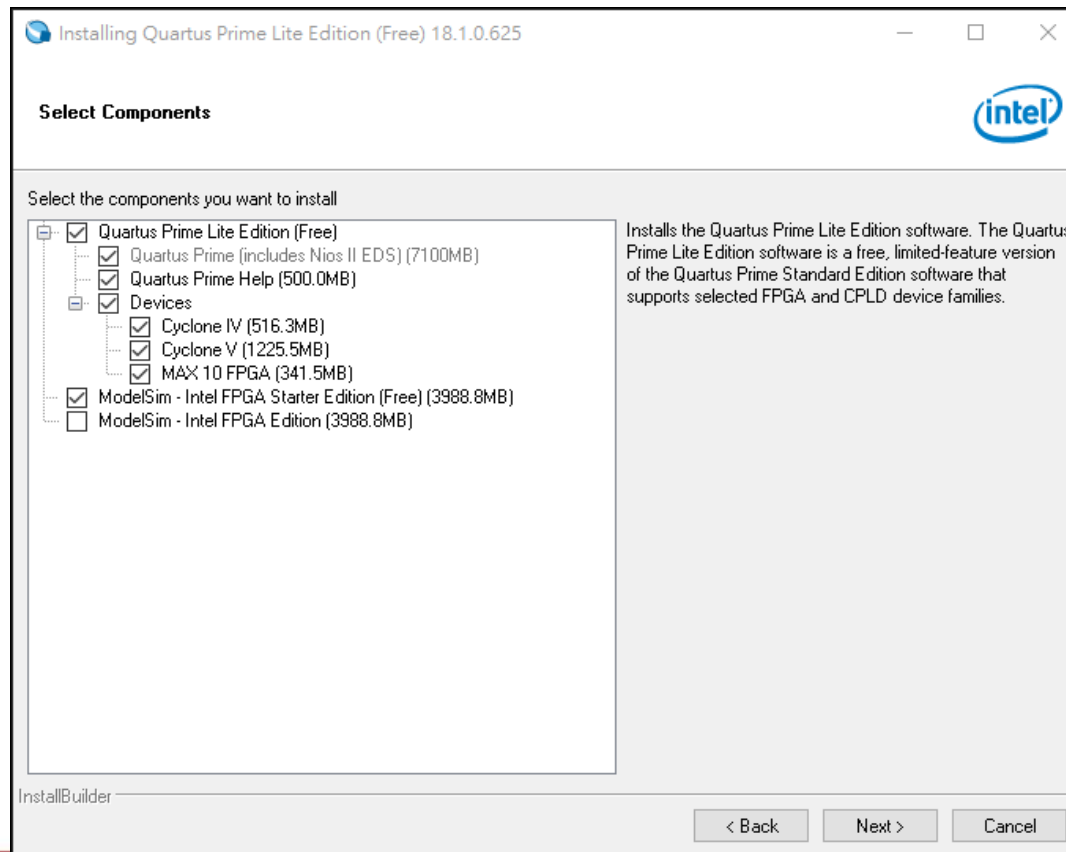 Installing Quartus Prime Lite Edition (Free) 18.1.0.625
Select Components
intel
Select the components you want to install
Quartus Prime Lite Edition (Free)
Quartus Prime (includes Nios II EDS) (7100MB)
Quartus Prime Help (500.0MB)
Devices
Cyclone IV (516.3MB)
Cyclone V (1225.5MB)
MAX 10 FPGA (341.5MB)
ModelSim - Intel FPGA Starter Edition (Free) (3988.8MB)
ModelSim - Intel FPGA Edition (3988.8MB)
Installs the Quartus Prime Lite Edition software. The Quartus
Prime Lite Edition software is a free, limited-feature version
of the Quartus Prime Standard Edition software that
supports selected FPGA and CPLD device families.
InstallBuilder
< Back
Next >
Cancel